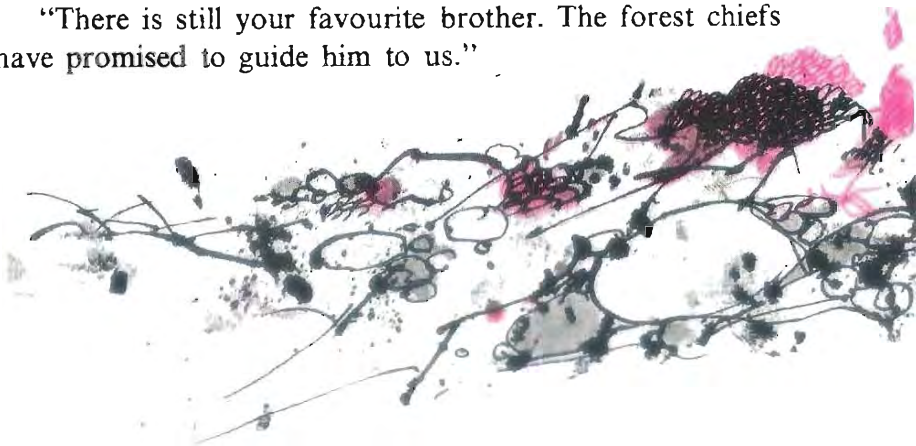 “There is still your favourite brother. The forest chiefs
have promised to guide him to us.”